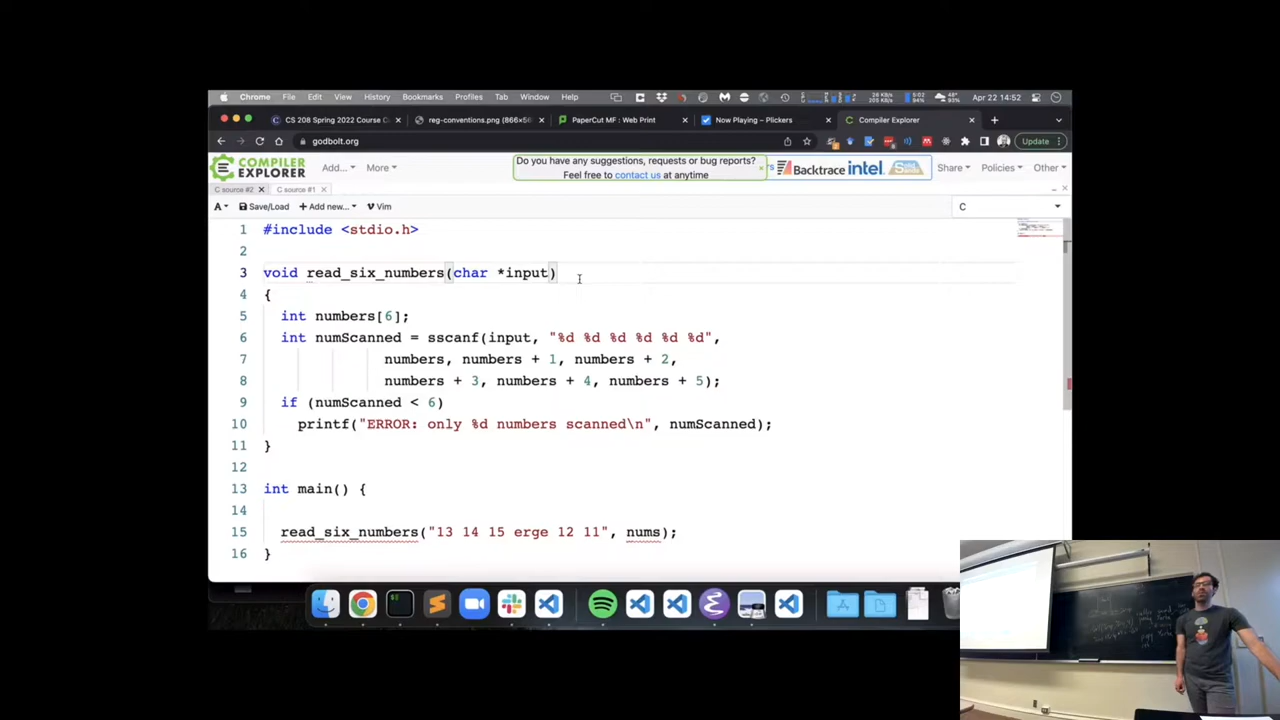 Chrome File Edit View History Bookmarks Profiles Tab Window Help Apr 22 14:52
CS 208 Spring 2022 Course C reg-conventions.png (866×56 PaperCut MF : Web Print Now Playing – Plickers Compiler Explorer
godbolt.org Update
COMPILER EXPLORER Add... More Do you have any suggestions, requests or bug reports? Backtrace intel Share Policies Other
Feel free to contact us at anytime
C source #2 C source #1
A Save/Load + Add new... Vim C
1 #include <stdio.h>
2
3 void read_six_numbers(char *input)
4 {
5 int numbers[6];
6 int numScanned = sscanf(input, "%d %d %d %d %d %d",
7 numbers, numbers + 1, numbers + 2,
8 numbers + 3, numbers + 4, numbers + 5);
9 if (numScanned < 6)
10 printf("ERROR: only %d numbers scanned\n", numScanned);
11 }
12
13 int main() {
14
15 read_six_numbers("13 14 15 erge 12 11", nums);
16 }